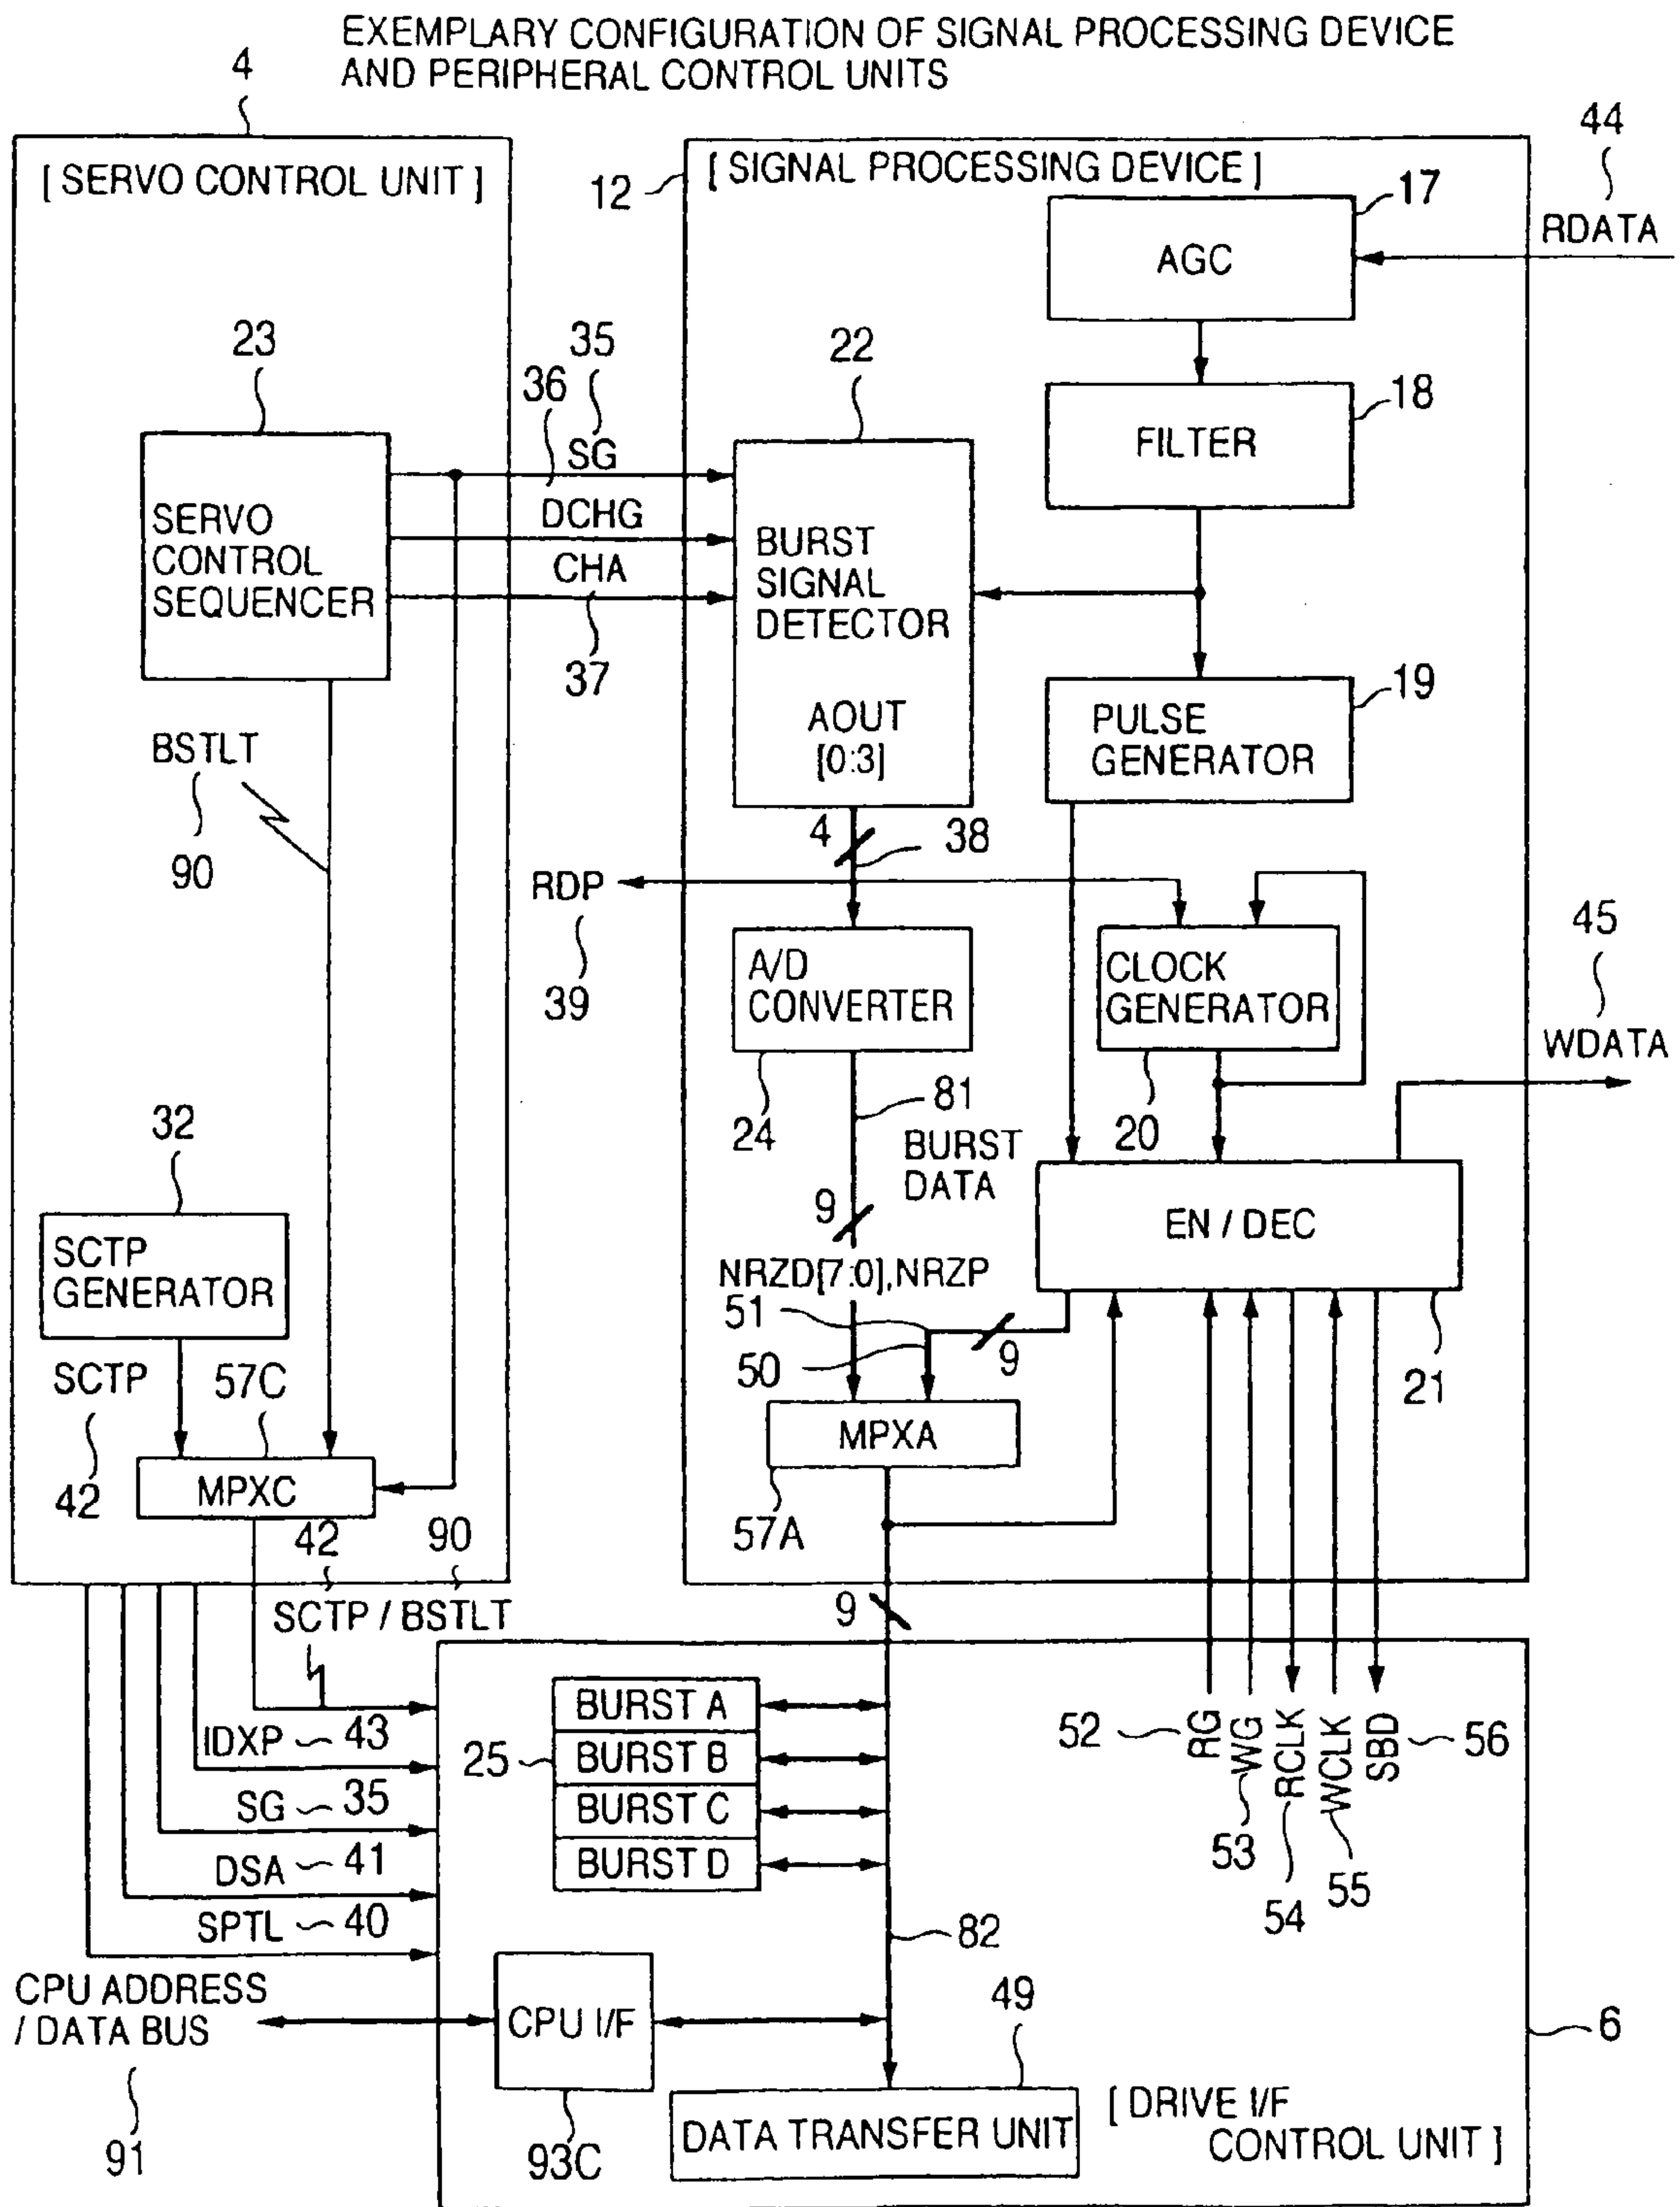 EXEMPLARY CONFIGURATION OF SIGNAL PROCESSING DEVICE
AND PERIPHERAL CONTROL UNITS
4
[ SERVO CONTROL UNIT ]
12
[ SIGNAL PROCESSING DEVICE ]
44
RDATA
17
AGC
18
FILTER
23
SERVO
CONTROL
SEQUENCER
35
36
SG
DCHG
CHA
37
22
BURST
SIGNAL
DETECTOR
AOUT
[0:3]
19
PULSE
GENERATOR
BSTLT
90
4
38
RDP
39
A/D
CONVERTER
24
CLOCK
GENERATOR
20
45
WDATA
81
BURST
DATA
9
EN / DEC
21
32
SCTP
GENERATOR
NRZD[7:0],NRZP
51
50
9
SCTP
42
57C
MPXC
MPXA
57A
42
90
SCTP / BSTLT
9
IDXP
43
SG
35
DSA
41
SPTL
40
25
BURST A
BURST B
BURST C
BURST D
52
RG
WG
RCLK
WCLK
SBD
56
53
54
55
82
CPU ADDRESS
/ DATA BUS
91
CPU I/F
93C
49
DATA TRANSFER UNIT
[ DRIVE I/F
CONTROL UNIT ]
6